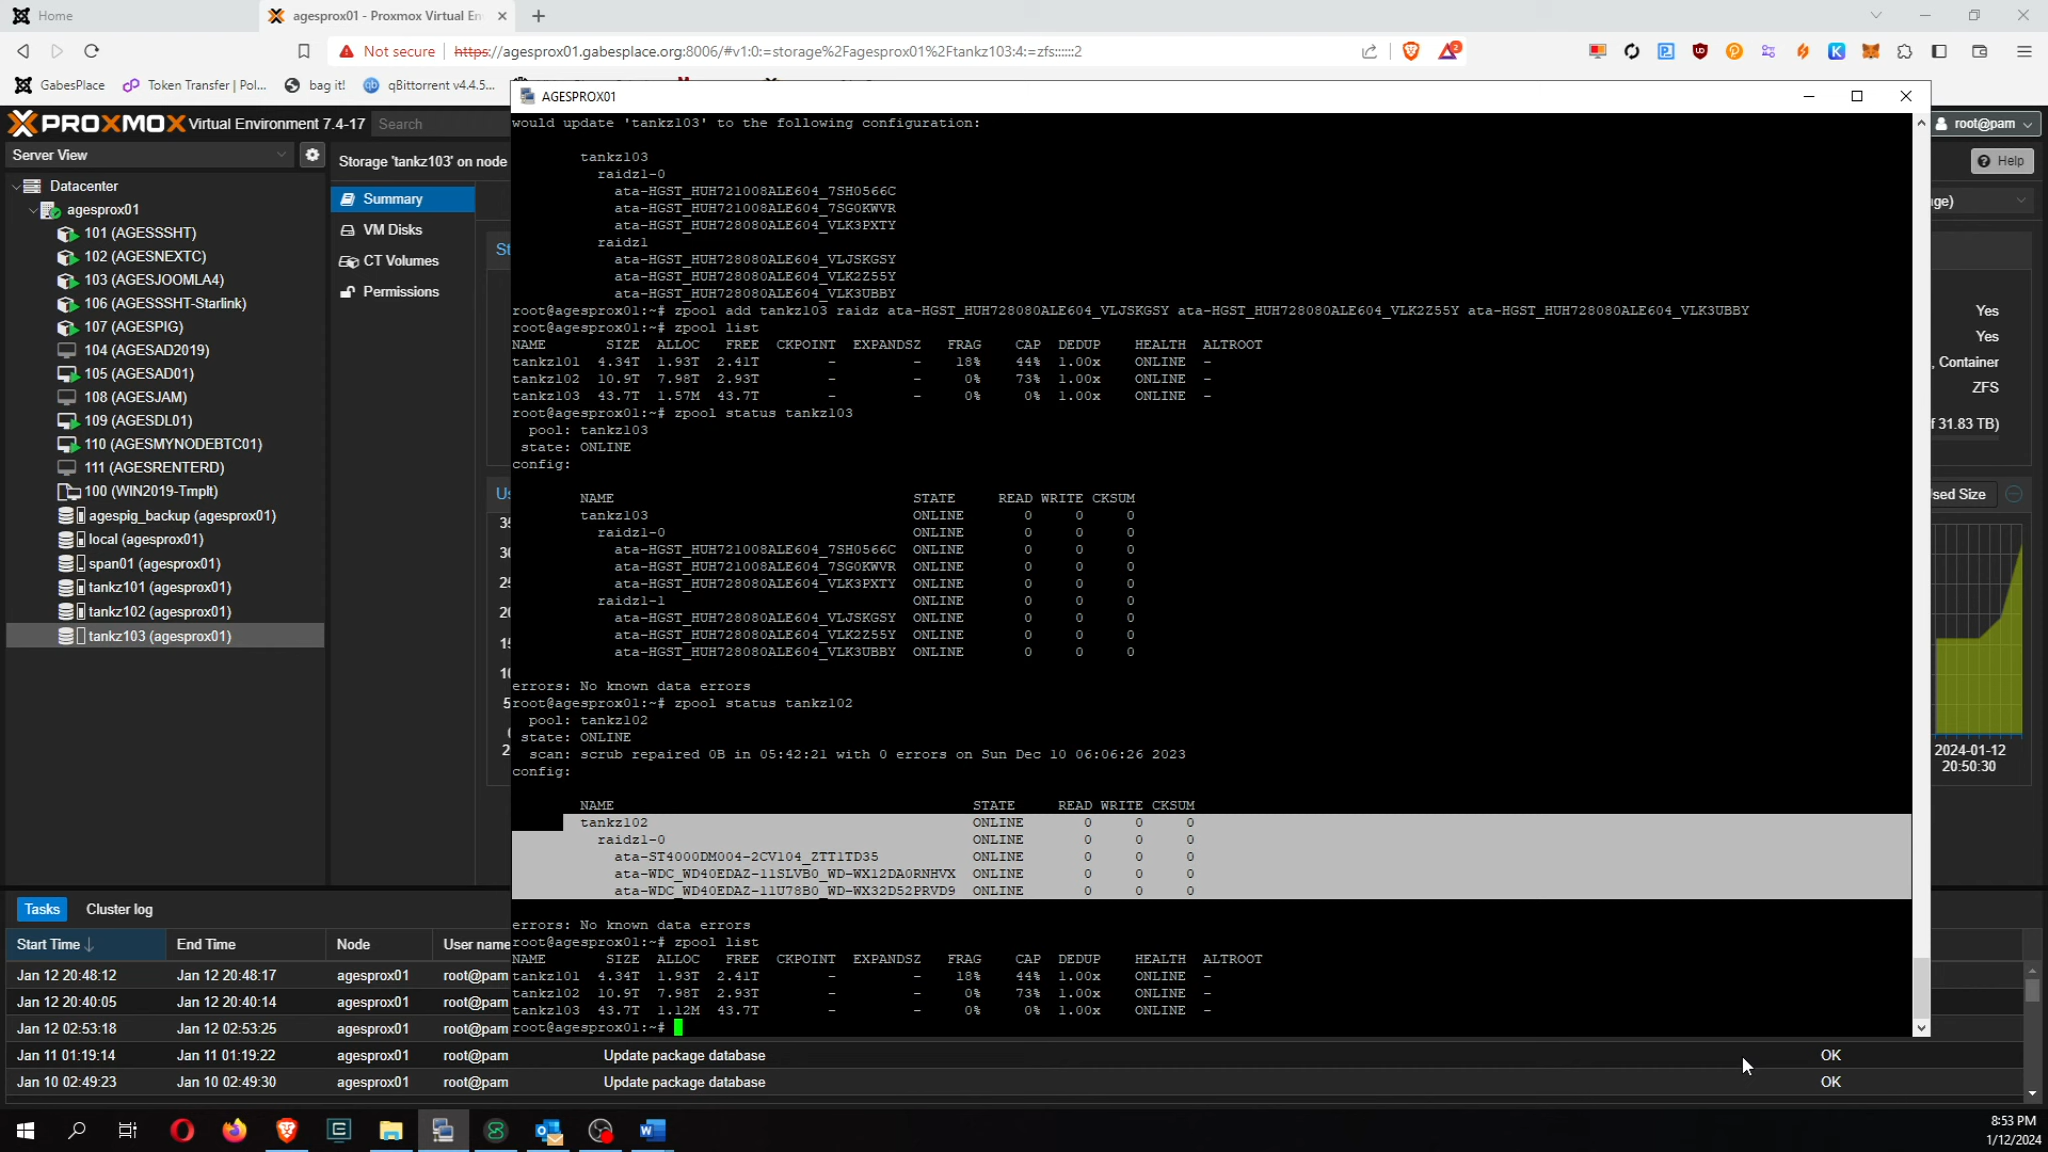 Home
agesprox01 - Proxmox Virtual En
Not secure
https://agesprox01.gabesplace.org:8006/#v1:0:=storage%2Fagesprox01%2Ftankz103:4:=zfs::::::2
2
GabesPlace
Token Transfer | Pol...
bag it!
qBittorrent v4.4.5...
AGESPROX01
PROXMOX Virtual Environment 7.4-17
Search
root@pam
Server View
Storage 'tankz103' on node
Help
Datacenter
agesprox01
101 (AGESSSHT)
102 (AGESNEXTC)
103 (AGESJOOMLA4)
106 (AGESSSHT-Starlink)
107 (AGESPIG)
104 (AGESAD2019)
105 (AGESAD01)
108 (AGESJAM)
109 (AGESDL01)
110 (AGESMYNODEBTC01)
111 (AGESRENTERD)
100 (WIN2019-Tmplt)
agespig_backup (agesprox01)
local (agesprox01)
span01 (agesprox01)
tankz101 (agesprox01)
tankz102 (agesprox01)
tankz103 (agesprox01)
Summary
VM Disks
CT Volumes
Permissions
would update 'tankz103' to the following configuration:
tankz103
raidz1-0
ata-HGST_HUH721008ALE604_7SH0566C
ata-HGST_HUH721008ALE604_7SG0KWVR
ata-HGST_HUH728080ALE604_VLK3PXTY
raidz1
ata-HGST_HUH728080ALE604_VLJSKGSY
ata-HGST_HUH728080ALE604_VLK2Z55Y
ata-HGST_HUH728080ALE604_VLK3UBBY
root@agesprox01:~# zpool add tankz103 raidz ata-HGST_HUH728080ALE604_VLJSKGSY ata-HGST_HUH728080ALE604_VLK2Z55Y ata-HGST_HUH728080ALE604_VLK3UBBY
root@agesprox01:~# zpool list
NAME SIZE ALLOC FREE CKPOINT EXPANDSZ FRAG CAP DEDUP HEALTH ALTROOT
tankz101 4.34T 1.93T 2.41T - - 18% 44% 1.00x ONLINE -
tankz102 10.9T 7.98T 2.93T - - 0% 73% 1.00x ONLINE -
tankz103 43.7T 1.57M 43.7T - - 0% 0% 1.00x ONLINE -
root@agesprox01:~# zpool status tankz103
pool: tankz103
state: ONLINE
config:
NAME STATE READ WRITE CKSUM
tankz103 ONLINE 0 0 0
raidz1-0 ONLINE 0 0 0
ata-HGST_HUH721008ALE604_7SH0566C ONLINE 0 0 0
ata-HGST_HUH721008ALE604_7SG0KWVR ONLINE 0 0 0
ata-HGST_HUH728080ALE604_VLK3PXTY ONLINE 0 0 0
raidz1-1 ONLINE 0 0 0
ata-HGST_HUH728080ALE604_VLJSKGSY ONLINE 0 0 0
ata-HGST_HUH728080ALE604_VLK2Z55Y ONLINE 0 0 0
ata-HGST_HUH728080ALE604_VLK3UBBY ONLINE 0 0 0
errors: No known data errors
root@agesprox01:~# zpool status tankz102
pool: tankz102
state: ONLINE
scan: scrub repaired 0B in 05:42:21 with 0 errors on Sun Dec 10 06:06:26 2023
config:
NAME STATE READ WRITE CKSUM
tankz102 ONLINE 0 0 0
raidz1-0 ONLINE 0 0 0
ata-ST4000DM004-2CV104_ZTT1TD35 ONLINE 0 0 0
ata-WDC_WD40EDAZ-11SLVB0_WD-WX12DA0RNHVX ONLINE 0 0 0
ata-WDC_WD40EDAZ-11U78B0_WD-WX32D52PRVD9 ONLINE 0 0 0
errors: No known data errors
root@agesprox01:~# zpool list
NAME SIZE ALLOC FREE CKPOINT EXPANDSZ FRAG CAP DEDUP HEALTH ALTROOT
tankz101 4.34T 1.93T 2.41T - - 18% 44% 1.00x ONLINE -
tankz102 10.9T 7.98T 2.93T - - 0% 73% 1.00x ONLINE -
tankz103 43.7T 1.12M 43.7T - - 0% 0% 1.00x ONLINE -
root@agesprox01:~#
ge)
Yes
Yes
, Container
ZFS
f 31.83 TB)
sed Size
2024-01-12
20:50:30
Tasks
Cluster log
Start Time End Time Node User name
Jan 12 20:48:12 Jan 12 20:48:17 agesprox01 root@pam
Jan 12 20:40:05 Jan 12 20:40:14 agesprox01 root@pam
Jan 12 02:53:18 Jan 12 02:53:25 agesprox01 root@pam
Jan 11 01:19:14 Jan 11 01:19:22 agesprox01 root@pam Update package database OK
Jan 10 02:49:23 Jan 10 02:49:30 agesprox01 root@pam Update package database OK
8:53 PM
1/12/2024